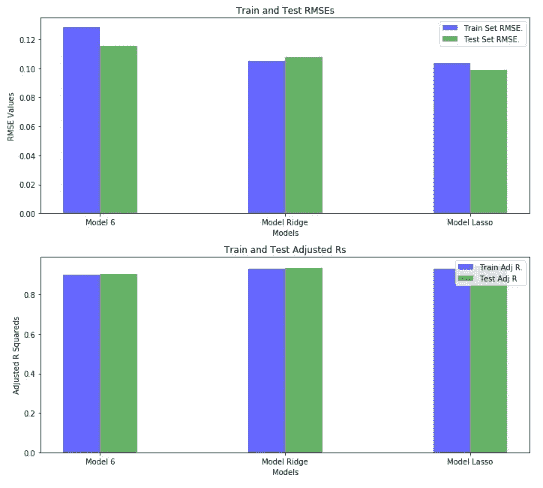 Train and Test RMSEs
Train Set RMSE.
Test Set RMSE.
RMSE Values
0.12
0.10
0.08
0.06
0.04
0.02
0.00
Model 6
Model Ridge
Model Lasso
Models
Train and Test Adjusted Rs
Train Adj R.
Test Adj R
Adjusted R Squareds
0.8
0.6
0.4
0.2
0.0
Model 6
Model Ridge
Model Lasso
Models